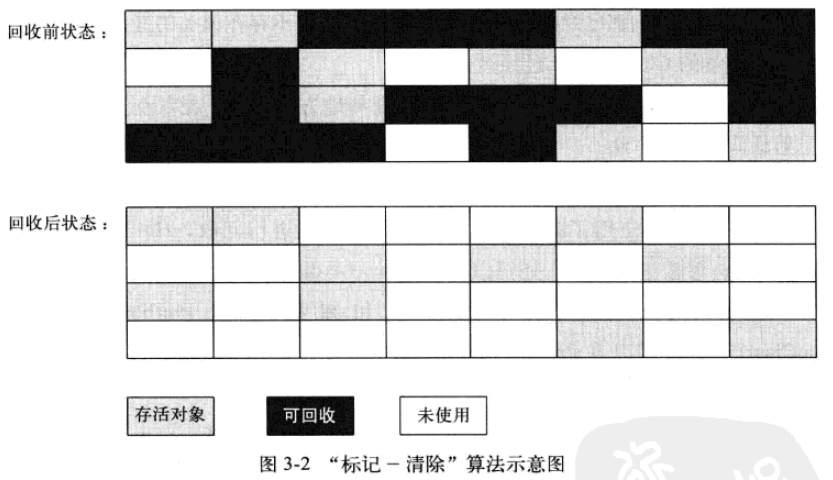 回收前状态：
回收后状态：
存活对象
可回收
未使用
图 3-2 “标记－清除”算法示意图